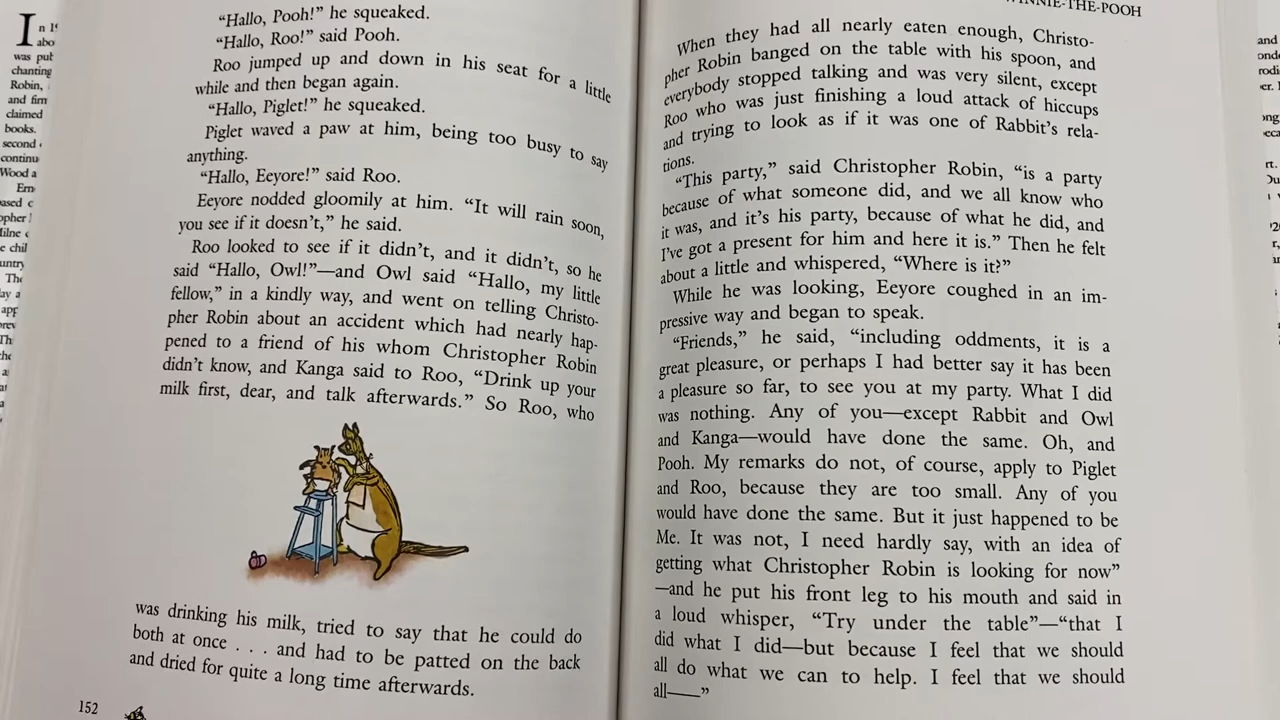 "Hallo, Pooh!" he squeaked.
"Hallo, Roo!" said Pooh.
Roo jumped up and down in his seat for a little
while and then began again.
"Hallo, Piglet!" he squeaked.
Piglet waved a paw at him, being too busy to say
anything.
"Hallo, Eeyore!" said Roo.
Eeyore nodded gloomily at him. "It will rain soon,
you see if it doesn't," he said.
Roo looked to see if it didn't, and it didn't, so he
said "Hallo, Owl!"—and Owl said "Hallo, my little
fellow," in a kindly way, and went on telling Christo-
pher Robin about an accident which had nearly hap-
pened to a friend of his whom Christopher Robin
didn't know, and Kanga said to Roo, "Drink up your
milk first, dear, and talk afterwards." So Roo, who
was drinking his milk, tried to say that he could do
both at once . . . and had to be patted on the back
and dried for quite a long time afterwards.
152
WINNIE-THE-POOH
When they had all nearly eaten enough, Christo-
pher Robin banged on the table with his spoon, and
everybody stopped talking and was very silent, except
Roo who was just finishing a loud attack of hiccups
and trying to look as if it was one of Rabbit's rela-
tions.
"This party," said Christopher Robin, "is a party
because of what someone did, and we all know who
it was, and it's his party, because of what he did, and
I've got a present for him and here it is." Then he felt
about a little and whispered, "Where is it?"
While he was looking, Eeyore coughed in an im-
pressive way and began to speak.
"Friends," he said, "including oddments, it is a
great pleasure, or perhaps I had better say it has been
a pleasure so far, to see you at my party. What I did
was nothing. Any of you—except Rabbit and Owl
and Kanga—would have done the same. Oh, and
Pooh. My remarks do not, of course, apply to Piglet
and Roo, because they are too small. Any of you
would have done the same. But it just happened to be
Me. It was not, I need hardly say, with an idea of
getting what Christopher Robin is looking for now"
—and he put his front leg to his mouth and said in
a loud whisper, "Try under the table"—"that I
did what I did—but because I feel that we should
all do what we can to help. I feel that we should
all——"